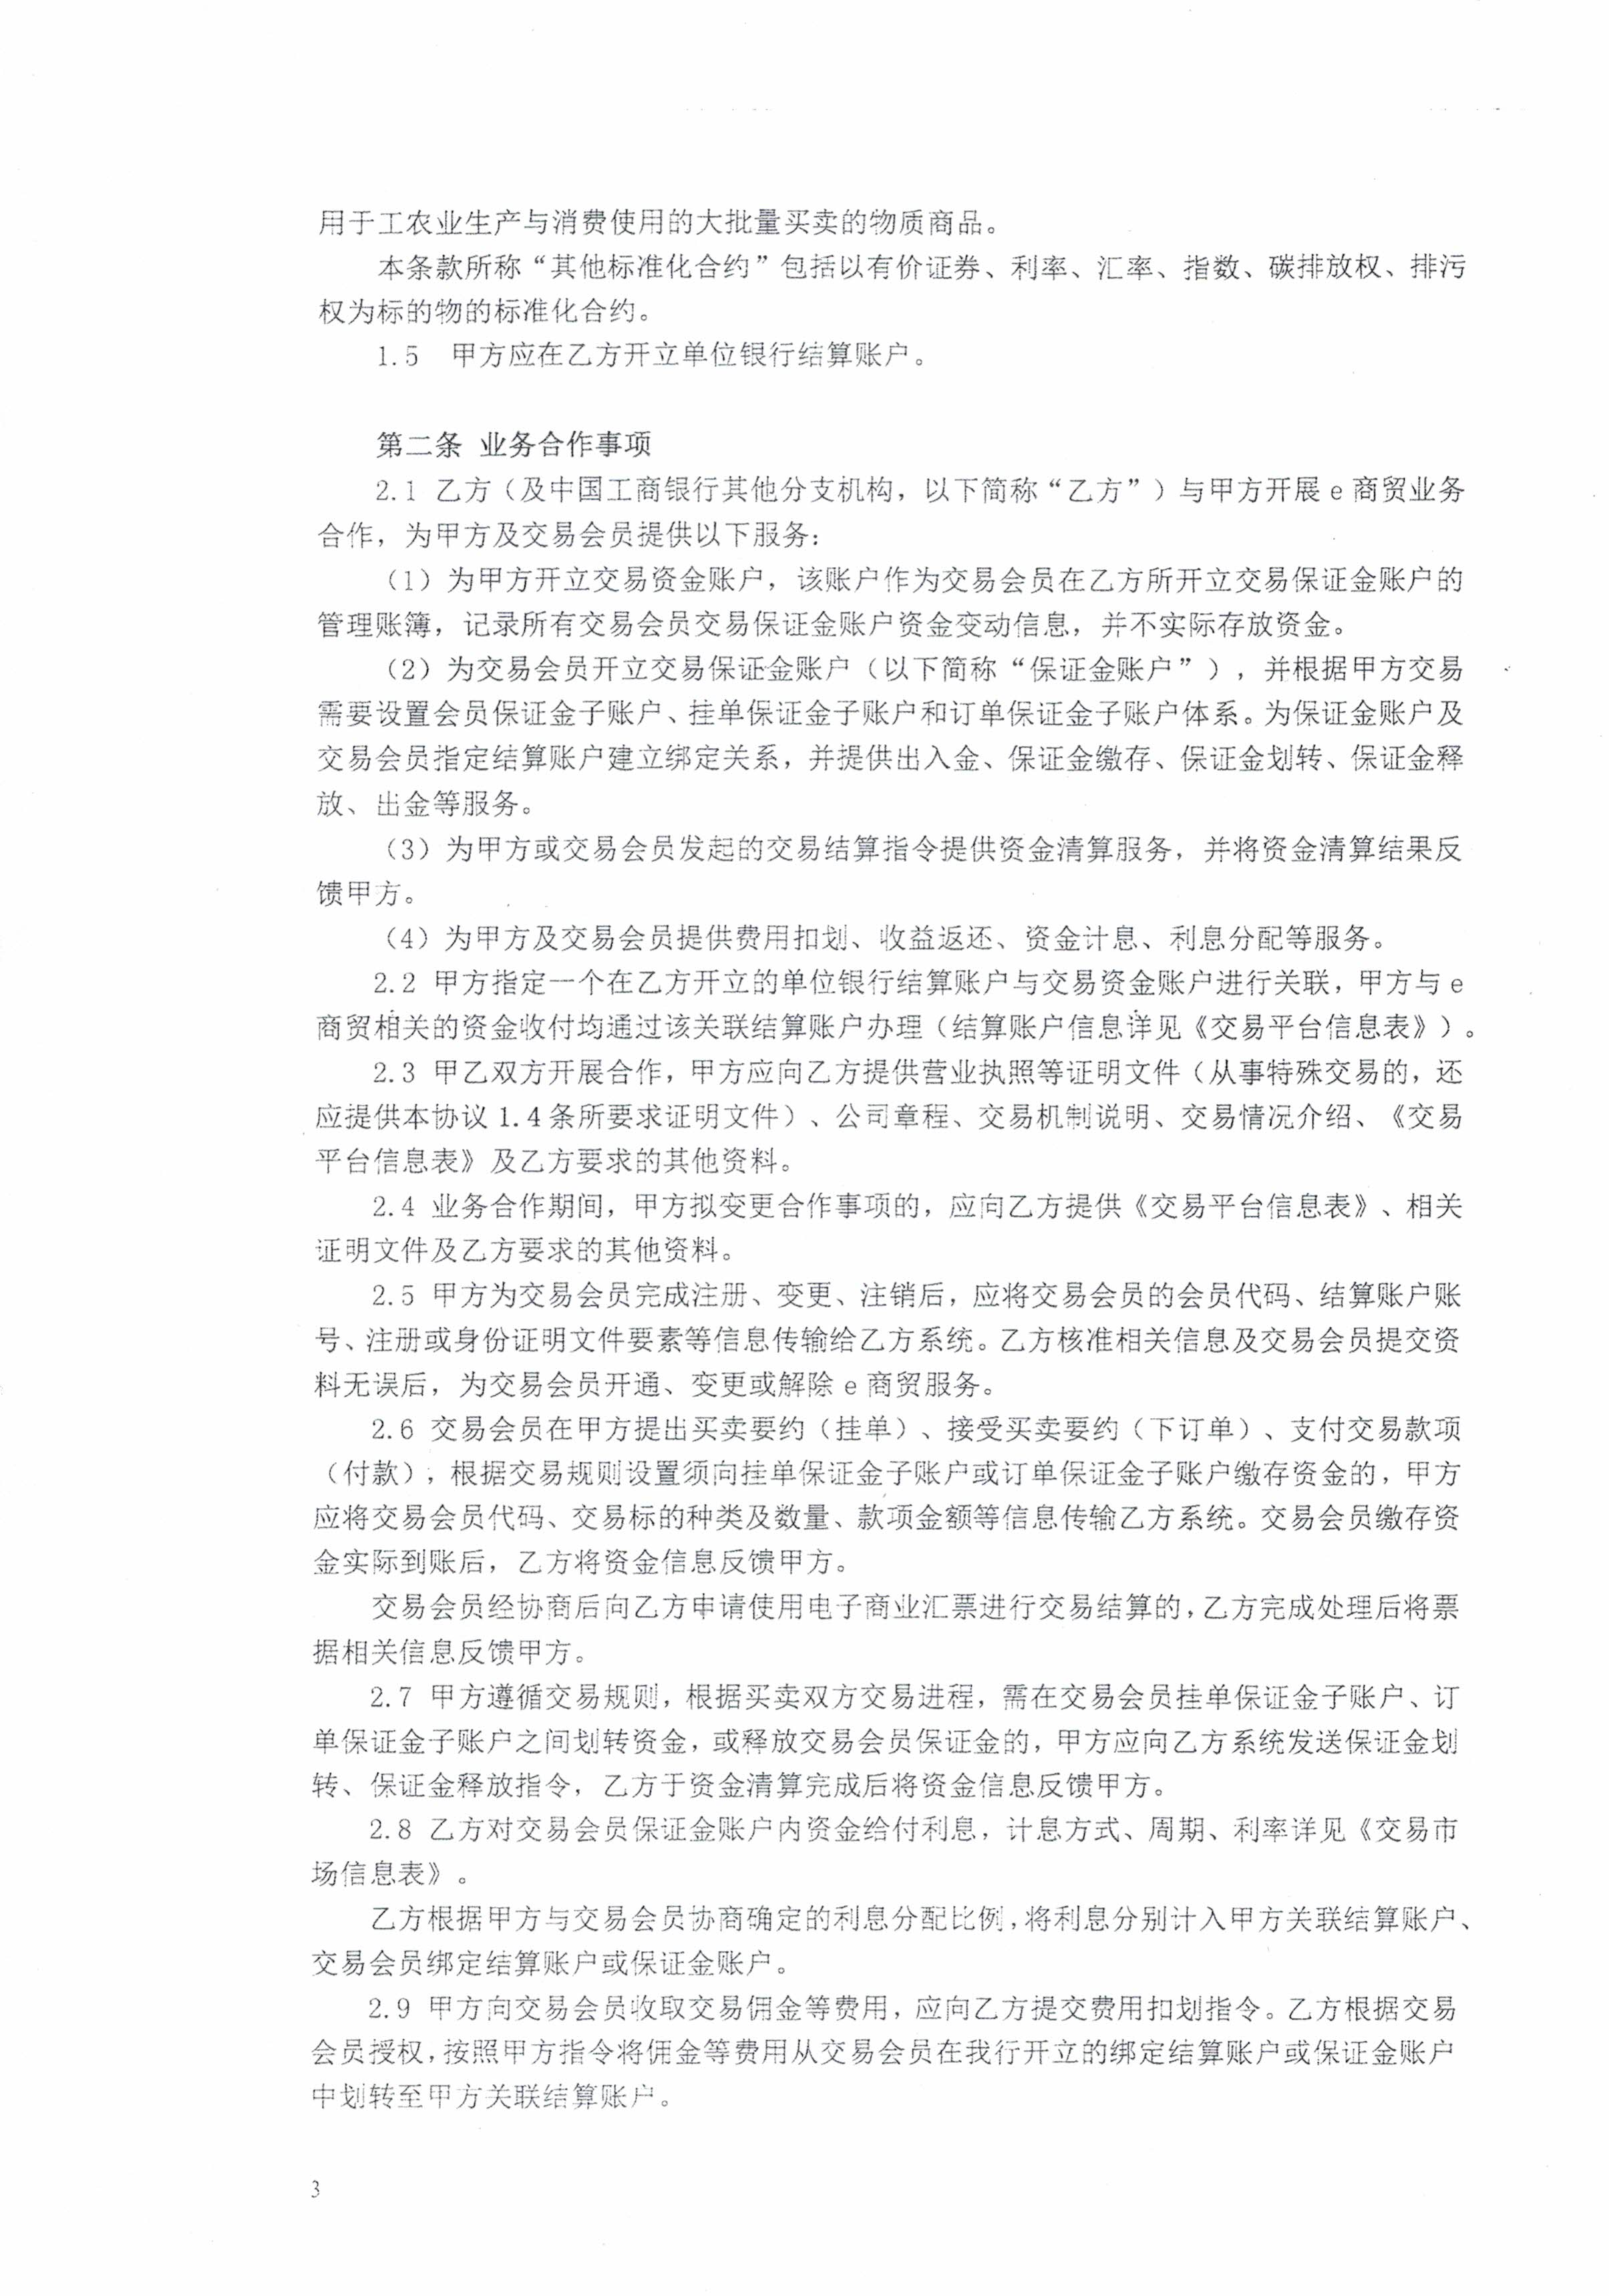 用于工农业生产与消费使用的大批量买卖的物质商品。
本条款所称“其他标准化合约”包括以有价证券、利率、汇率、指数、碳排放权、排污
权为标的物的标准化合约。
1.5 甲方应在乙方开立单位银行结算账户。
第二条 业务合作事项
2.1 乙方（及中国工商银行其他分支机构，以下简称“乙方”）与甲方开展 e 商贸业务
合作，为甲方及交易会员提供以下服务：
（1）为甲方开立交易资金账户，该账户作为交易会员在乙方所开立交易保证金账户的
管理账簿，记录所有交易会员交易保证金账户资金变动信息，并不实际存放资金。
（2）为交易会员开立交易保证金账户（以下简称“保证金账户”），并根据甲方交易
需要设置会员保证金子账户、挂单保证金子账户和订单保证金子账户体系。为保证金账户及
交易会员指定结算账户建立绑定关系，并提供出入金、保证金缴存、保证金划转、保证金释
放、出金等服务。
（3）为甲方或交易会员发起的交易结算指令提供资金清算服务，并将资金清算结果反
馈甲方。
（4）为甲方及交易会员提供费用扣划、收益返还、资金计息、利息分配等服务。
2.2 甲方指定一个在乙方开立的单位银行结算账户与交易资金账户进行关联，甲方与 e
商贸相关的资金收付均通过该关联结算账户办理（结算账户信息详见《交易平台信息表》）。
2.3 甲乙双方开展合作，甲方应向乙方提供营业执照等证明文件（从事特殊交易的，还
应提供本协议 1.4 条所要求证明文件）、公司章程、交易机制说明、交易情况介绍、《交易
平台信息表》及乙方要求的其他资料。
2.4 业务合作期间，甲方拟变更合作事项的，应向乙方提供《交易平台信息表》、相关
证明文件及乙方要求的其他资料。
2.5 甲方为交易会员完成注册、变更、注销后，应将交易会员的会员代码、结算账户账
号、注册或身份证明文件要素等信息传输给乙方系统。乙方核准相关信息及交易会员提交资
料无误后，为交易会员开通、变更或解除 e 商贸服务。
2.6 交易会员在甲方提出买卖要约（挂单）、接受买卖要约（下订单）、支付交易款项
（付款），根据交易规则设置须向挂单保证金子账户或订单保证金子账户缴存资金的，甲方
应将交易会员代码、交易标的种类及数量、款项金额等信息传输乙方系统。交易会员缴存资
金实际到账后，乙方将资金信息反馈甲方。
交易会员经协商后向乙方申请使用电子商业汇票进行交易结算的，乙方完成处理后将票
据相关信息反馈甲方。
2.7 甲方遵循交易规则，根据买卖双方交易进程，需在交易会员挂单保证金子账户、订
单保证金子账户之间划转资金，或释放交易会员保证金的，甲方应向乙方系统发送保证金划
转、保证金释放指令，乙方于资金清算完成后将资金信息反馈甲方。
2.8 乙方对交易会员保证金账户内资金给付利息，计息方式、周期、利率详见《交易市
场信息表》。
乙方根据甲方与交易会员协商确定的利息分配比例，将利息分别计入甲方关联结算账户、
交易会员绑定结算账户或保证金账户。
2.9 甲方向交易会员收取交易佣金等费用，应向乙方提交费用扣划指令。乙方根据交易
会员授权，按照甲方指令将佣金等费用从交易会员在我行开立的绑定结算账户或保证金账户
中划转至甲方关联结算账户。
3